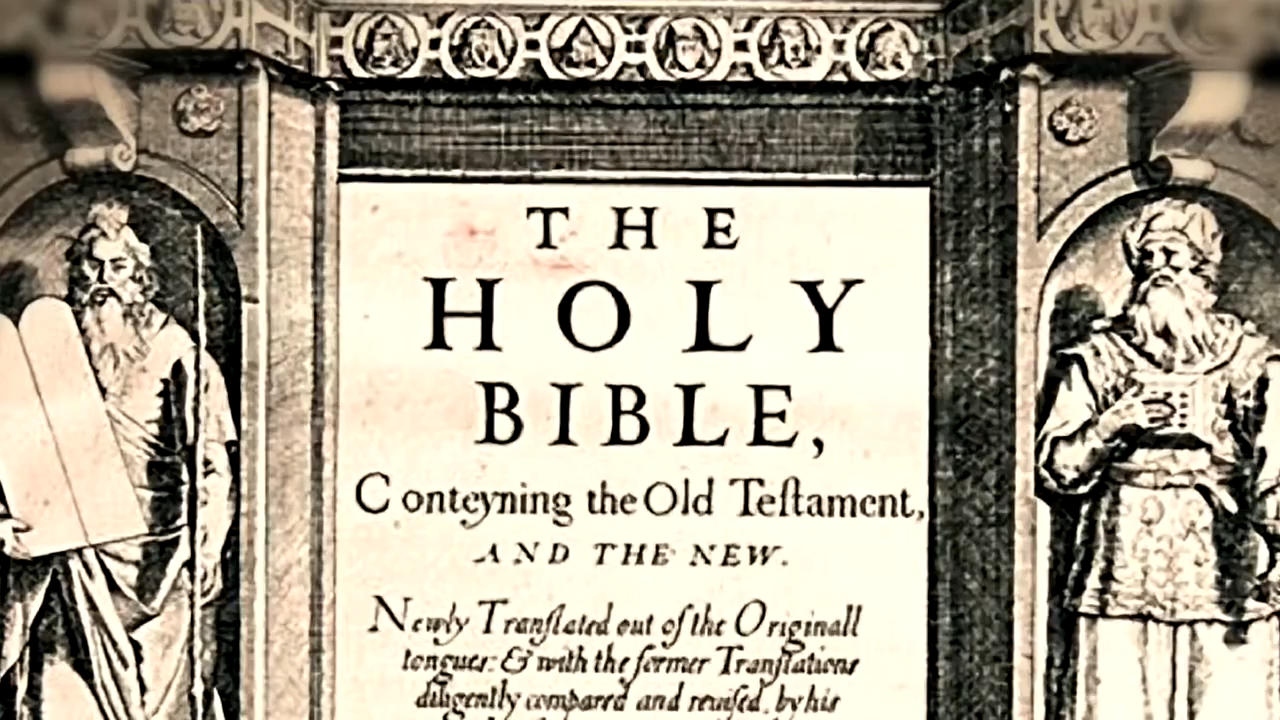 THE
HOLY
BIBLE,
Conteyning the Old Teſtament,
AND THE NEW.
Newly Tranſlated out of the Originall
tongues: & with the former Tranſlations
diligently compared and reuiſed, by his